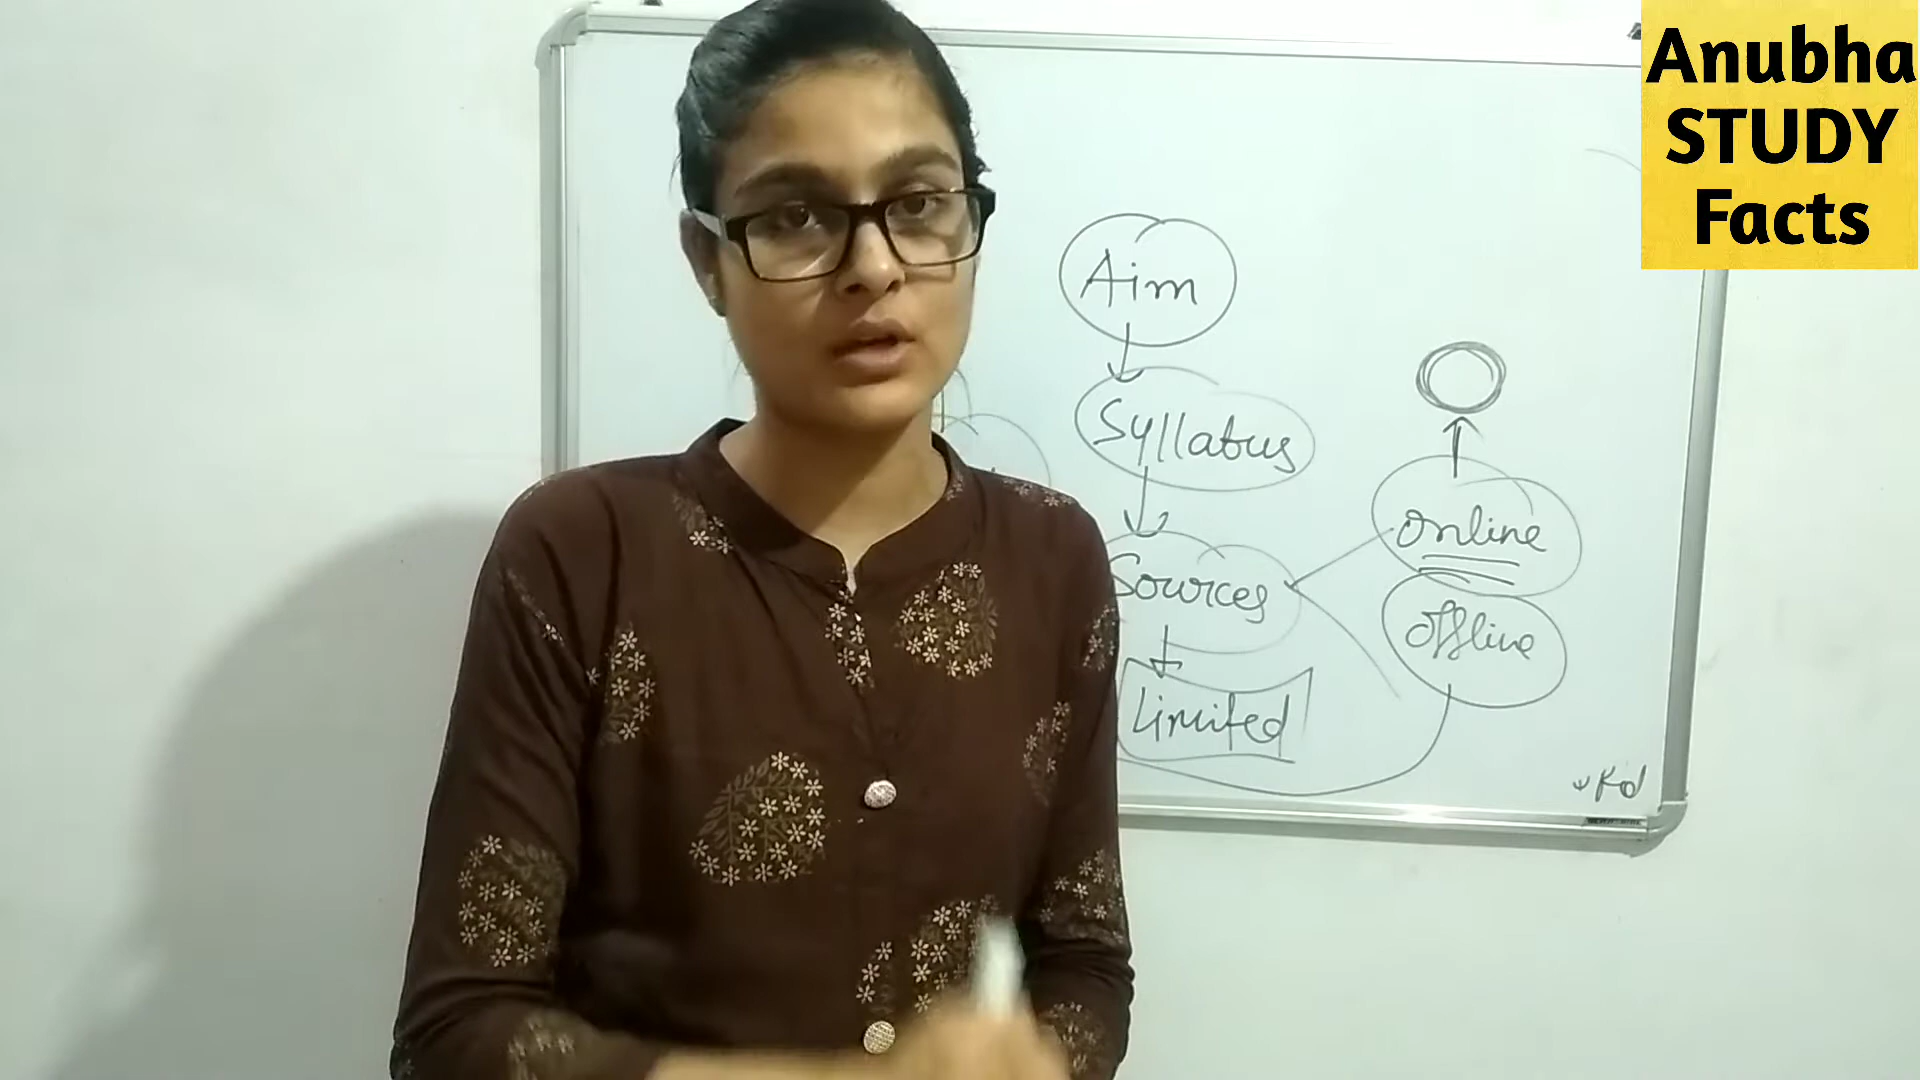 Anubha
STUDY
Facts
Aim
Syllabus
Sources
Limited
Online
Offline